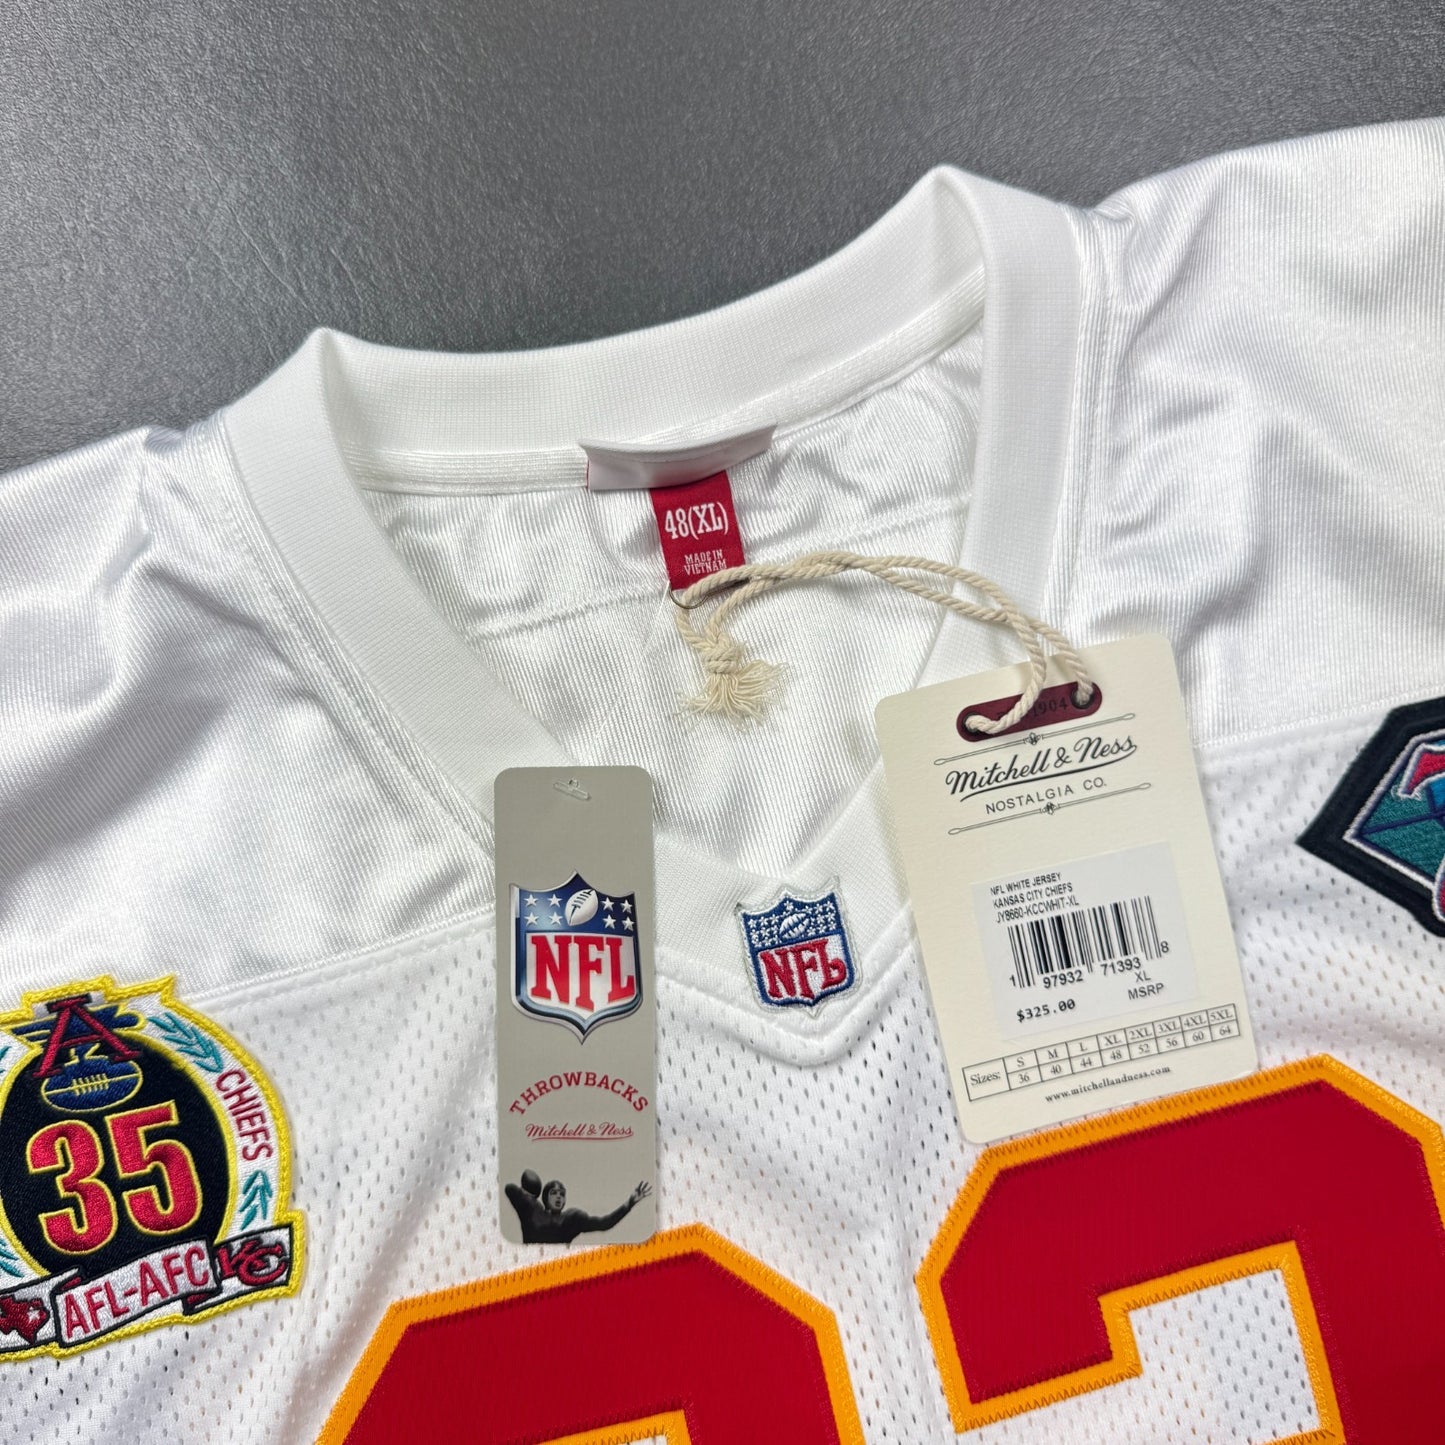 48(XL)
MADE IN
VIETNAM
1904
Mitchell & Ness
NOSTALGIA CO.
NFL WHITE JERSEY
KANSAS CITY CHIEFS
JY8660-KCCWHIT-XL
1 97932 71393 8
XL
$325.00 MSRP
Sizes: S M L XL 2XL 3XL 4XL 5XL
36 40 44 48 52 56 60 64
www.mitchellandness.com
NFL
THROWBACKS
Mitchell & Ness
NFL
A
CHIEFS
35
AFL-AFC
KC